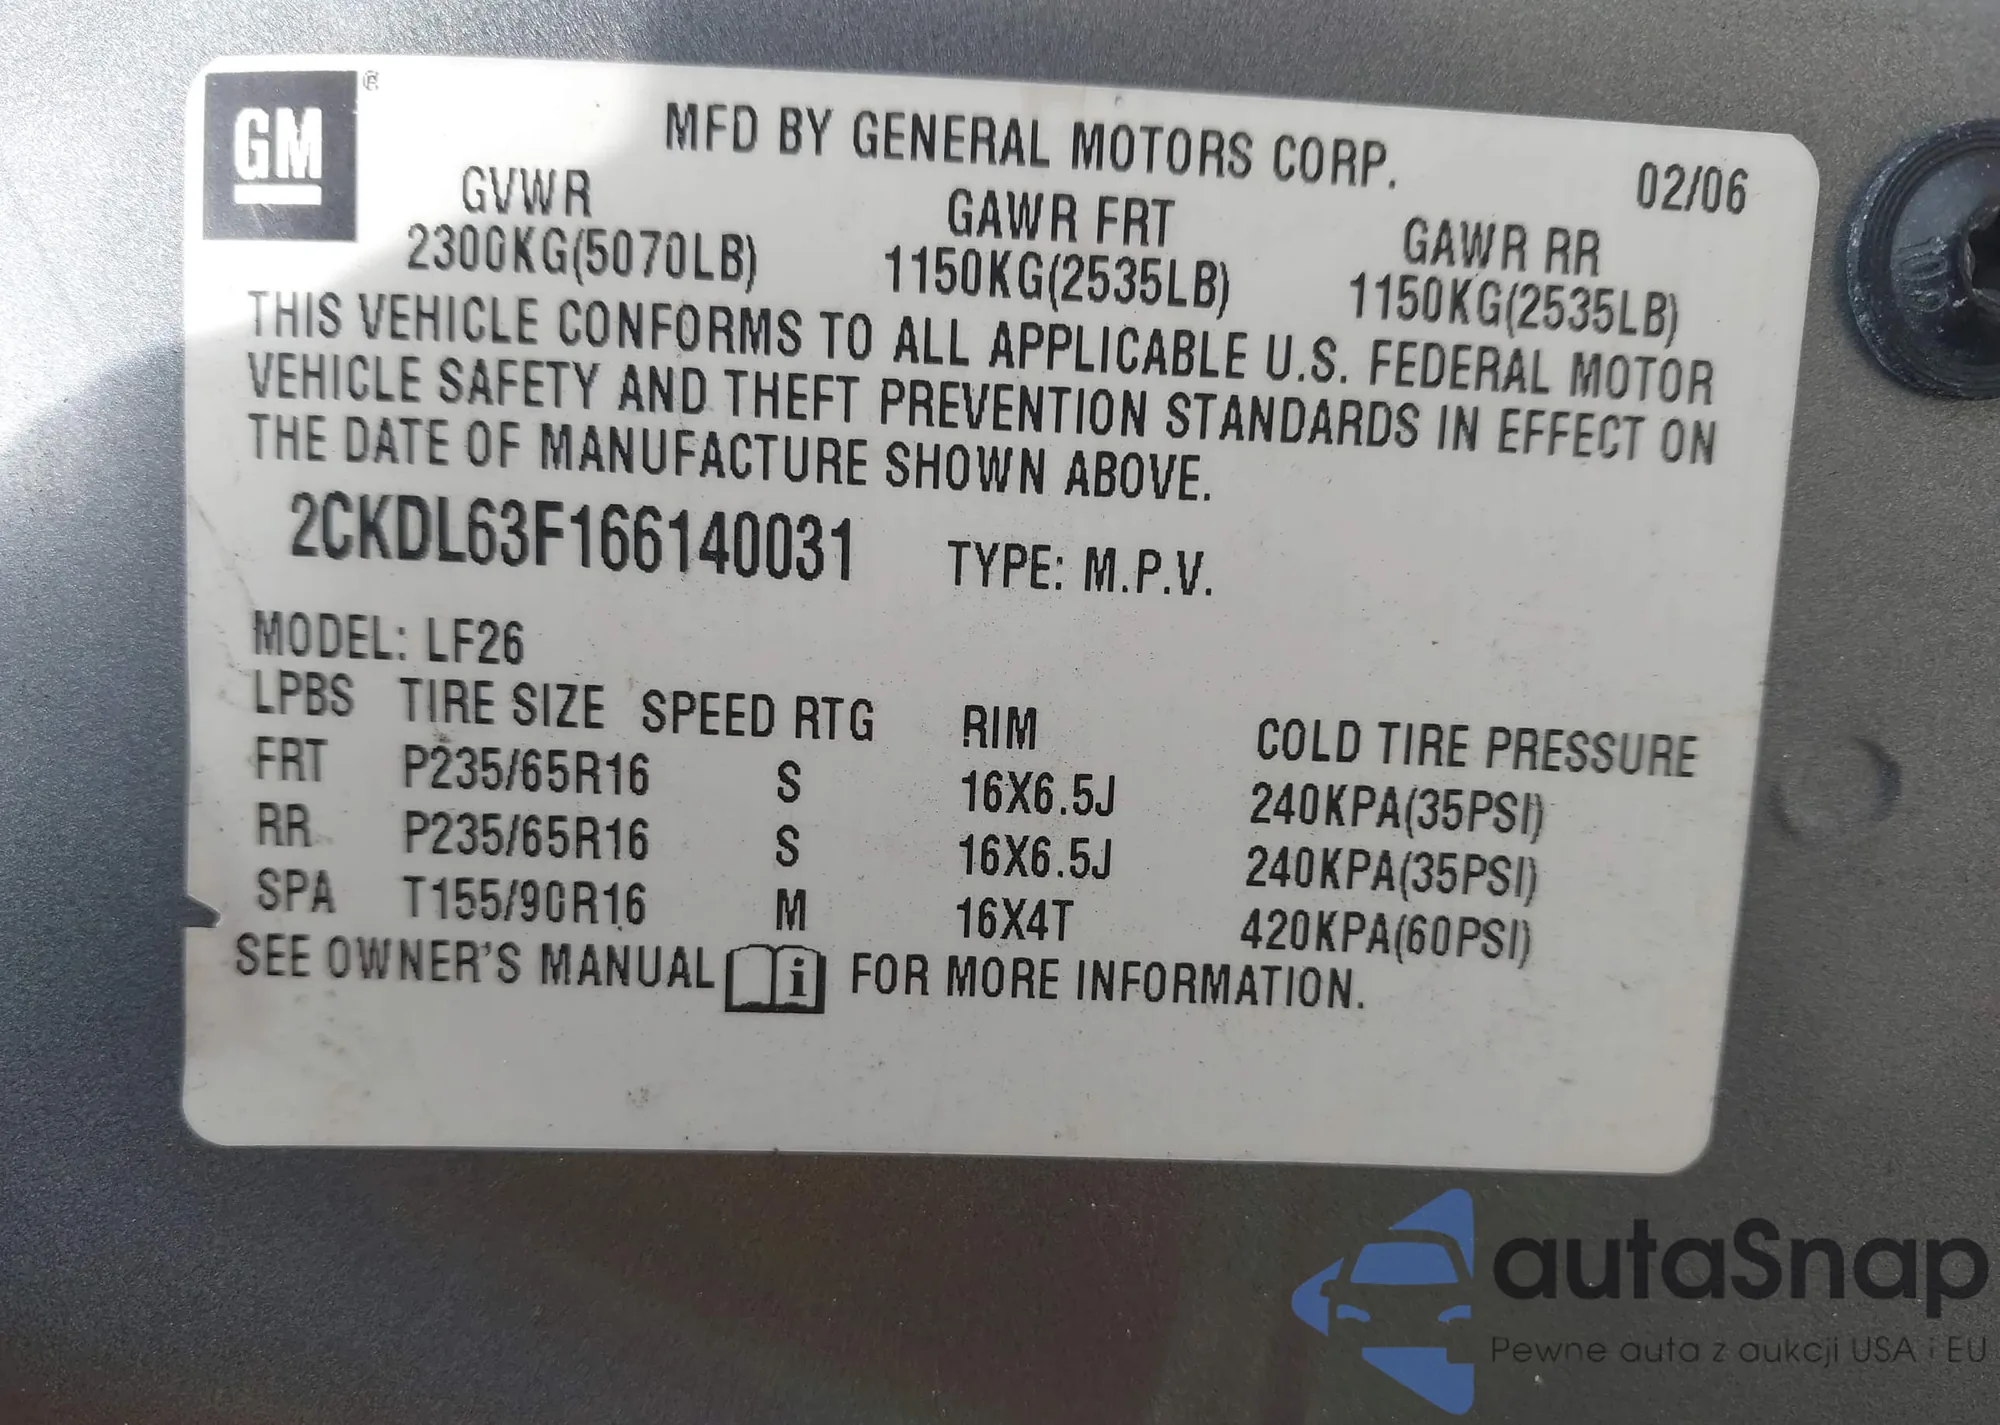 GM ®
MFD BY GENERAL MOTORS CORP. 02/06
GVWR GAWR FRT GAWR RR
2300KG(5070LB) 1150KG(2535LB) 1150KG(2535LB)
THIS VEHICLE CONFORMS TO ALL APPLICABLE U.S. FEDERAL MOTOR
VEHICLE SAFETY AND THEFT PREVENTION STANDARDS IN EFFECT ON
THE DATE OF MANUFACTURE SHOWN ABOVE.
2CKDL63F166140031 TYPE: M.P.V.
MODEL: LF26
LPBS TIRE SIZE SPEED RTG RIM COLD TIRE PRESSURE
FRT P235/65R16 S 16X6.5J 240KPA(35PSI)
RR P235/65R16 S 16X6.5J 240KPA(35PSI)
SPA T155/90R16 M 16X4T 420KPA(60PSI)
SEE OWNER'S MANUAL i FOR MORE INFORMATION.
autaSnap
Pewne auta z aukcji USA i EU